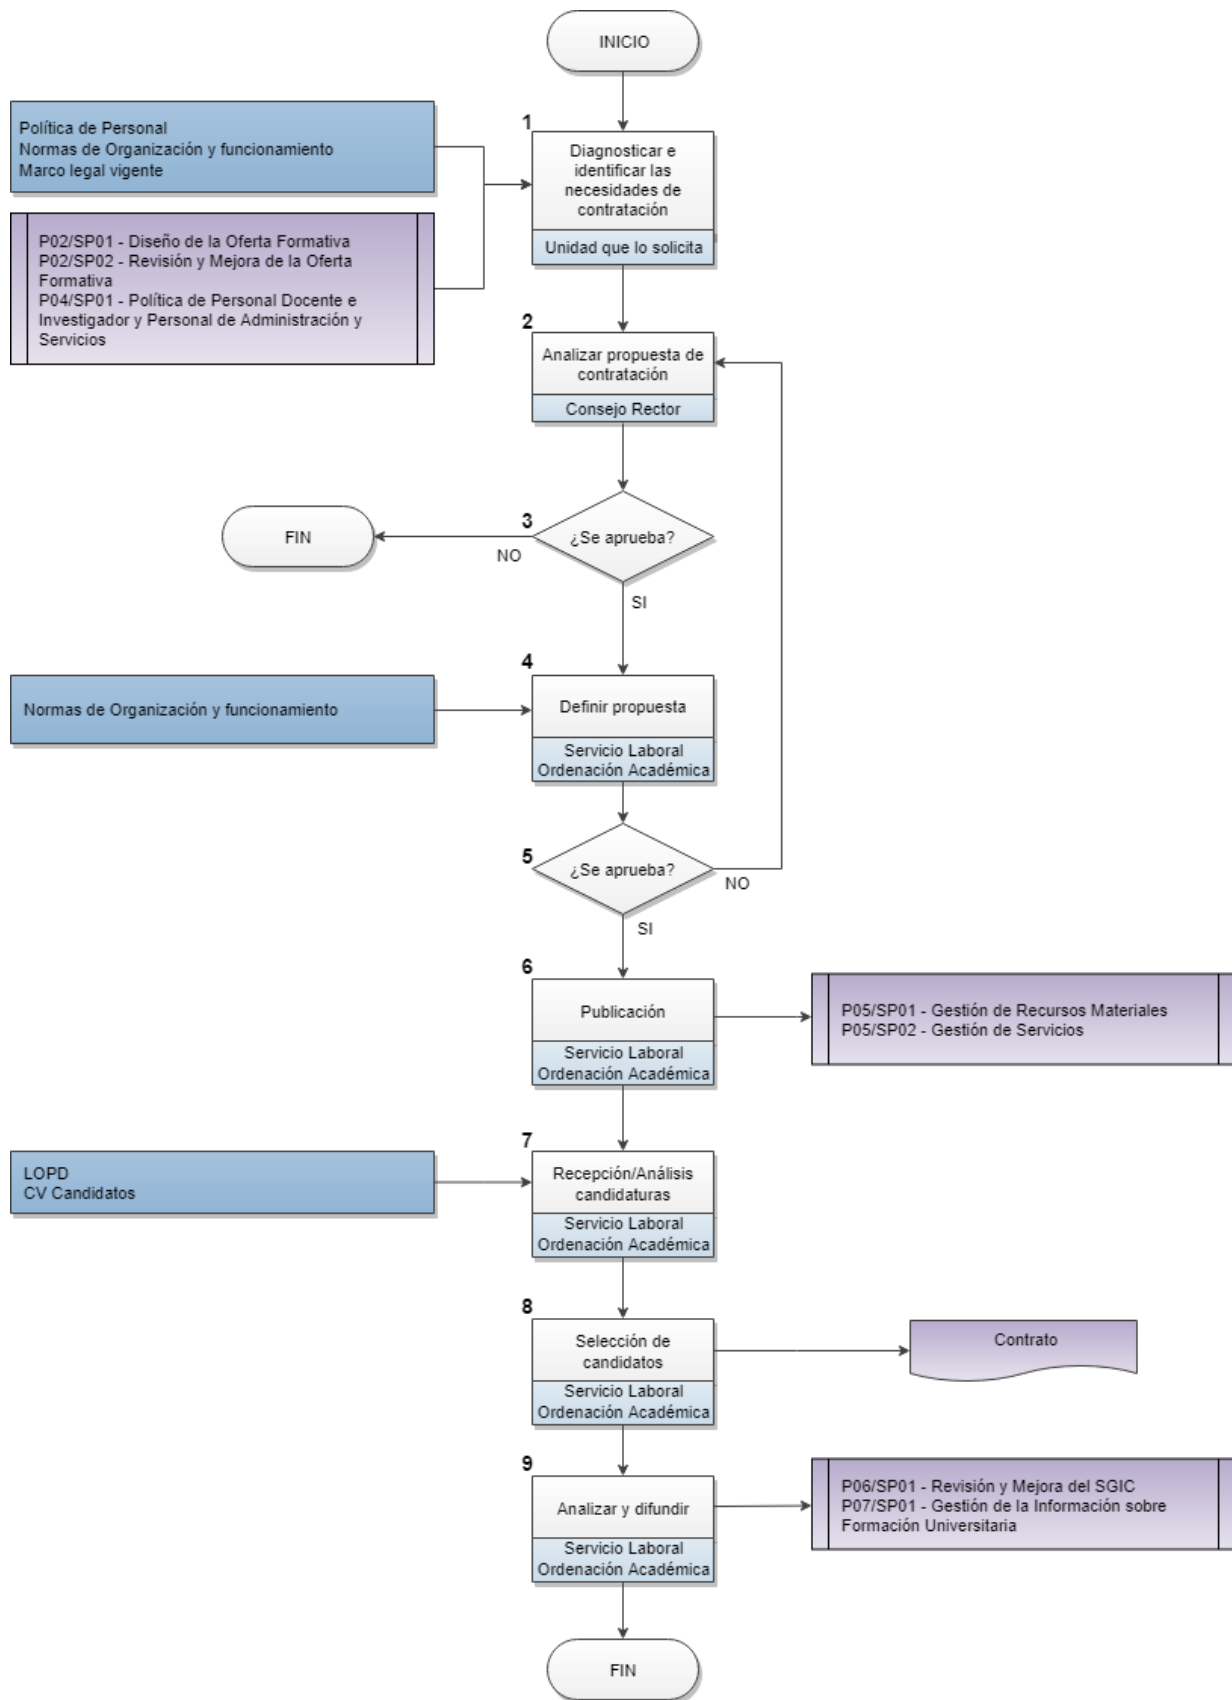 INICIO
Política de Personal
Normas de Organización y funcionamiento
Marco legal vigente
1
Diagnosticar e
identificar las
necesidades de
contratación
Unidad que lo solicita
P02/SP01 - Diseño de la Oferta Formativa
P02/SP02 - Revisión y Mejora de la Oferta
Formativa
P04/SP01 - Política de Personal Docente e
Investigador y Personal de Administración y
Servicios
2
Analizar propuesta de
contratación
Consejo Rector
3
¿Se aprueba?
NO
FIN
SI
4
Normas de Organización y funcionamiento
Definir propuesta
Servicio Laboral
Ordenación Académica
5
¿Se aprueba?
NO
SI
6
Publicación
Servicio Laboral
Ordenación Académica
P05/SP01 - Gestión de Recursos Materiales
P05/SP02 - Gestión de Servicios
7
LOPD
CV Candidatos
Recepción/Análisis
candidaturas
Servicio Laboral
Ordenación Académica
8
Selección de
candidatos
Servicio Laboral
Ordenación Académica
Contrato
9
Analizar y difundir
Servicio Laboral
Ordenación Académica
P06/SP01 - Revisión y Mejora del SGIC
P07/SP01 - Gestión de la Información sobre
Formación Universitaria
FIN